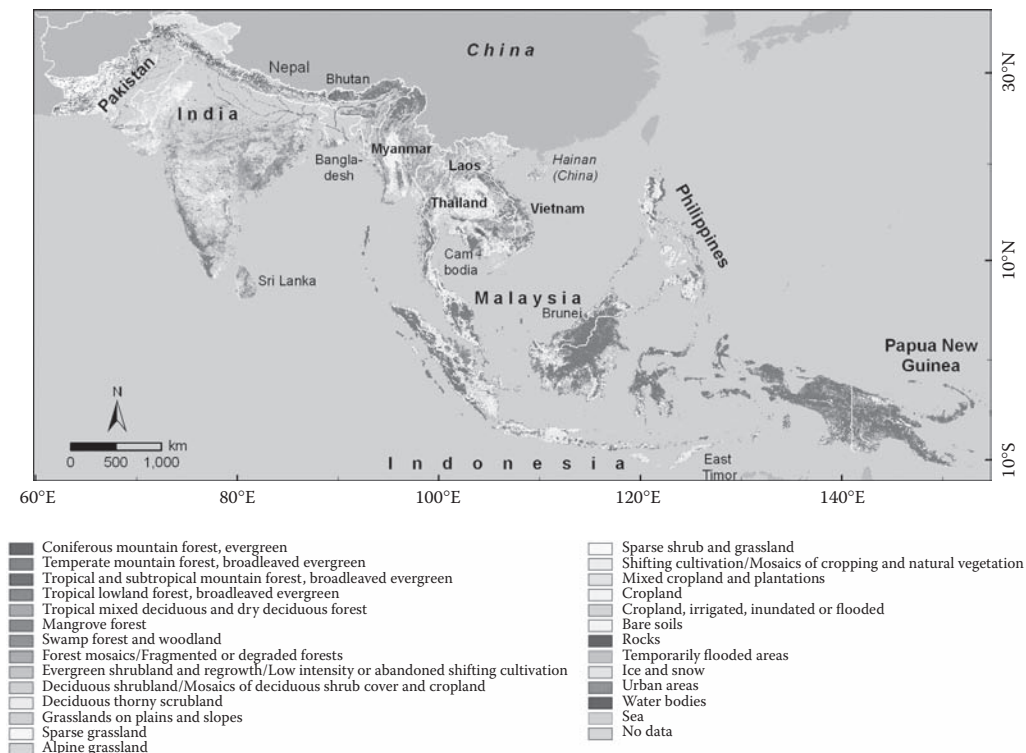 China
30°N
Nepal
Pakistan
Bhutan
India
Myanmar
Bangla-
desh
Laos
Hainan
(China)
Thailand
Vietnam
Philippines
10°N
Cam
bodia
Sri Lanka
Malaysia
Brunei
Papua New
Guinea
N
km
0 500 1,000
Indonesia
East
Timor
10°S
60°E 80°E 100°E 120°E 140°E
Coniferous mountain forest, evergreen
Temperate mountain forest, broadleaved evergreen
Tropical and subtropical mountain forest, broadleaved evergreen
Tropical lowland forest, broadleaved evergreen
Tropical mixed deciduous and dry deciduous forest
Mangrove forest
Swamp forest and woodland
Forest mosaics/Fragmented or degraded forests
Evergreen shrubland and regrowth/Low intensity or abandoned shifting cultivation
Deciduous shrubland/Mosaics of deciduous shrub cover and cropland
Deciduous thorny scrubland
Grasslands on plains and slopes
Sparse grassland
Alpine grassland
Sparse shrub and grassland
Shifting cultivation/Mosaics of cropping and natural vegetation
Mixed cropland and plantations
Cropland
Cropland, irrigated, inundated or flooded
Bare soils
Rocks
Temporarily flooded areas
Ice and snow
Urban areas
Water bodies
Sea
No data